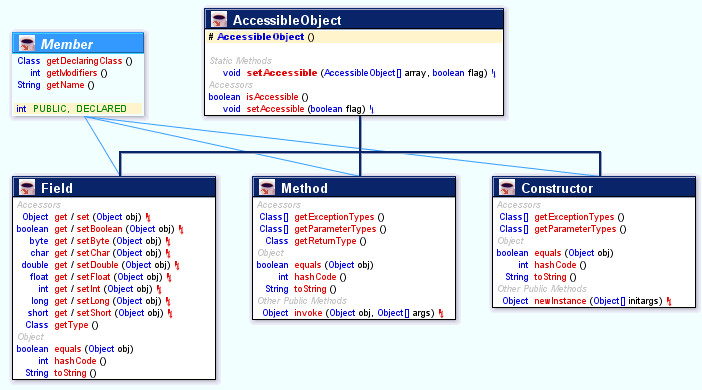 AccessibleObject
# AccessibleObject ()
Static Methods
void setAccessible (AccessibleObject[] array, boolean flag)
Accessors
boolean isAccessible ()
void setAccessible (boolean flag)
Member
Class getDeclaringClass ()
int getModifiers ()
String getName ()
int PUBLIC, DECLARED
Field
Accessors
Object get / set (Object obj)
boolean get / setBoolean (Object obj)
byte get / setByte (Object obj)
char get / setChar (Object obj)
double get / setDouble (Object obj)
float get / setFloat (Object obj)
int get / setInt (Object obj)
long get / setLong (Object obj)
short get / setShort (Object obj)
Class getType ()
Object
boolean equals (Object obj)
int hashCode ()
String toString ()
Method
Accessors
Class[] getExceptionTypes ()
Class[] getParameterTypes ()
Class getReturnType ()
Object
boolean equals (Object obj)
int hashCode ()
String toString ()
Other Public Methods
Object invoke (Object obj, Object[] args)
Constructor
Accessors
Class[] getExceptionTypes ()
Class[] getParameterTypes ()
Object
boolean equals (Object obj)
int hashCode ()
String toString ()
Other Public Methods
Object newInstance (Object[] initargs)